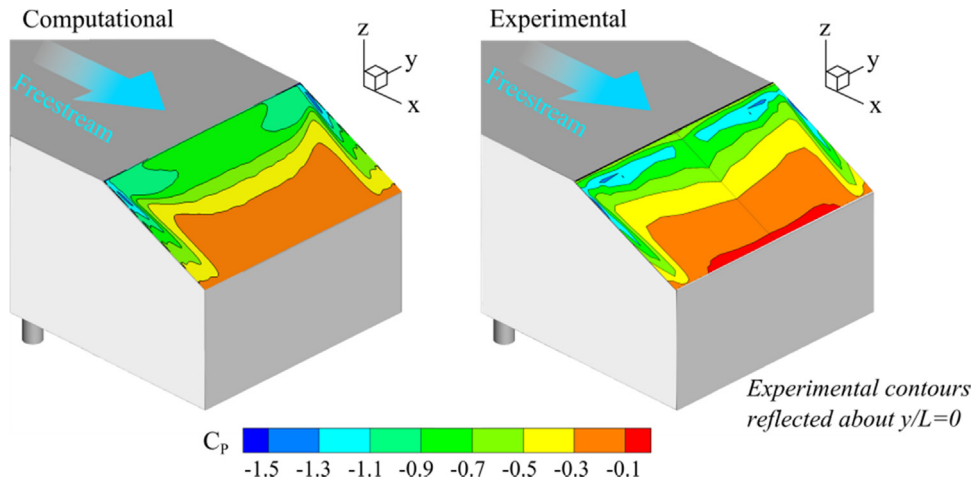 Computational
Experimental
Freestream
z
y
x
Freestream
z
y
x
Experimental contours
reflected about y/L=0
C_P
-1.5 -1.3 -1.1 -0.9 -0.7 -0.5 -0.3 -0.1